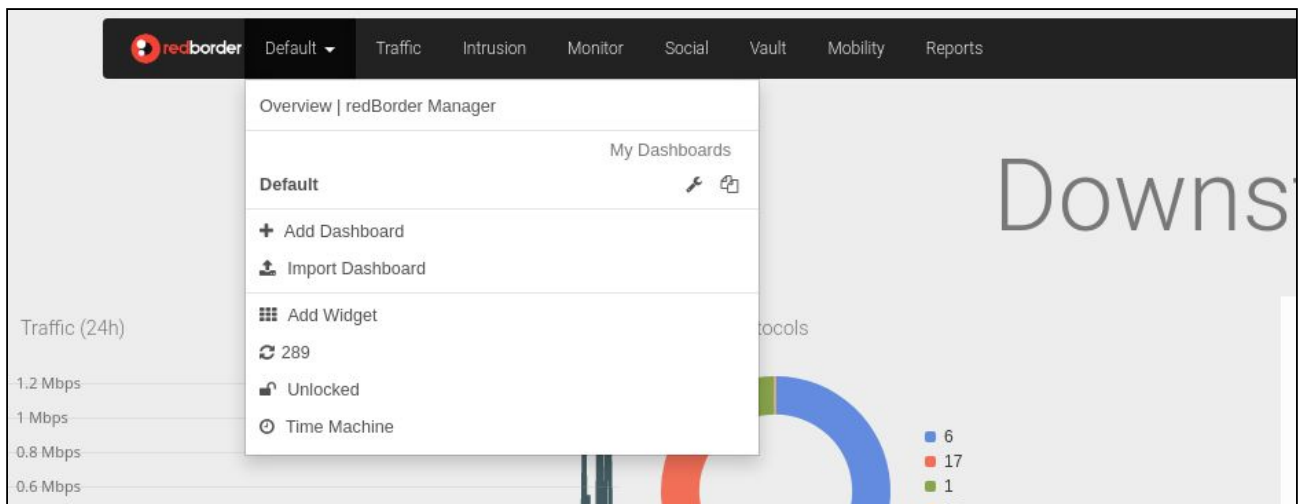 redborder Default Traffic Intrusion Monitor Social Vault Mobility Reports
Overview | redBorder Manager
My Dashboards
Default
Add Dashboard
Import Dashboard
Add Widget
289
Unlocked
Time Machine
Traffic (24h)
1.2 Mbps
1 Mbps
0.8 Mbps
0.6 Mbps
6
17
1